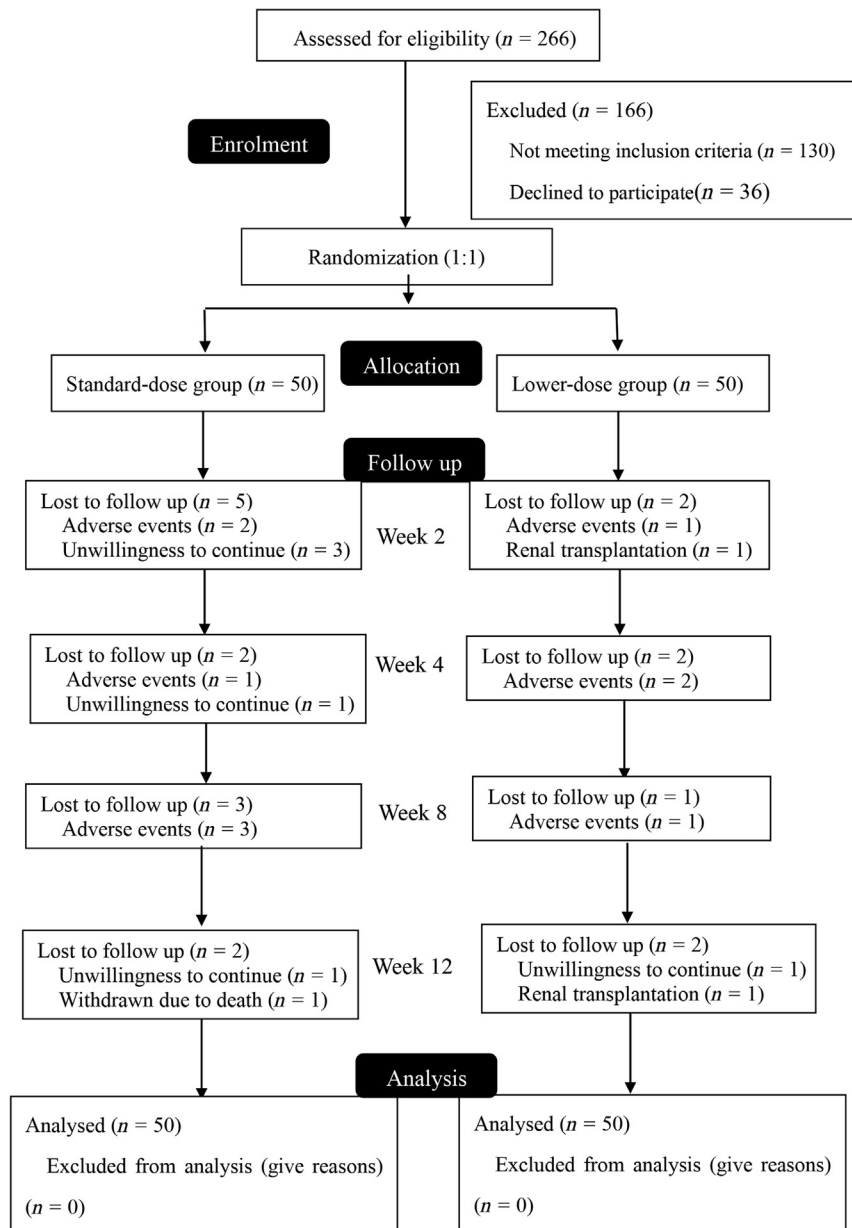 Assessed for eligibility (n = 266)
Excluded (n = 166)
Not meeting inclusion criteria (n = 130)
Declined to participate(n = 36)
Enrolment
Randomization (1:1)
Allocation
Standard-dose group (n = 50)
Lower-dose group (n = 50)
Follow up
Lost to follow up (n = 5)
Adverse events (n = 2)
Unwillingness to continue (n = 3)
Week 2
Lost to follow up (n = 2)
Adverse events (n = 1)
Renal transplantation (n = 1)
Lost to follow up (n = 2)
Adverse events (n = 1)
Unwillingness to continue (n = 1)
Week 4
Lost to follow up (n = 2)
Adverse events (n = 2)
Lost to follow up (n = 3)
Adverse events (n = 3)
Week 8
Lost to follow up (n = 1)
Adverse events (n = 1)
Lost to follow up (n = 2)
Unwillingness to continue (n = 1)
Withdrawn due to death (n = 1)
Week 12
Lost to follow up (n = 2)
Unwillingness to continue (n = 1)
Renal transplantation (n = 1)
Analysis
Analysed (n = 50)
Excluded from analysis (give reasons)
(n = 0)
Analysed (n = 50)
Excluded from analysis (give reasons)
(n = 0)